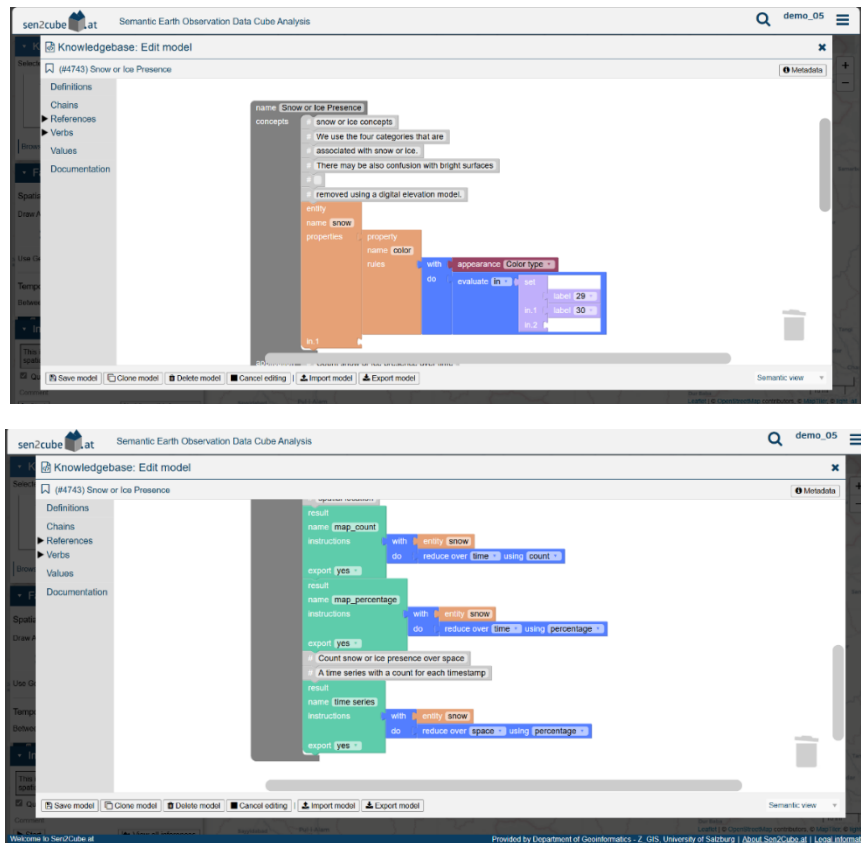 sen2cube.at Semantic Earth Observation Data Cube Analysis demo_05
Knowledgebase: Edit model
(#4743) Snow or Ice Presence Metadata
Definitions
Chains
References
Verbs
Values
Documentation
name Snow or Ice Presence
concepts snow or ice concepts
We use the four categories that are
associated with snow or ice.
There may be also confusion with bright surfaces
removed using a digital elevation model.
entity
name snow
properties property
name color
rules with appearance Color type
do evaluate in set
label 29
in.1 label 30
in.2
in.1
Save model Clone model Delete model Cancel editing Import model Export model Semantic view
sen2cube.at Semantic Earth Observation Data Cube Analysis demo_05
Knowledgebase: Edit model
(#4743) Snow or Ice Presence Metadata
Definitions
Chains
References
Verbs
Values
Documentation
spatial location
result
name map_count
instructions with entity snow
do reduce over time using count
export yes
result
name map_percentage
instructions with entity snow
do reduce over time using percentage
export yes
Count snow or ice presence over space
A time series with a count for each timestamp
result
name time series
instructions with entity snow
do reduce over space using percentage
export yes
Save model Clone model Delete model Cancel editing Import model Export model Semantic view
Welcome to Sen2Cube.at Provided by Department of Geoinformatics - Z_GIS, University of Salzburg | About Sen2Cube.at | Legal informat